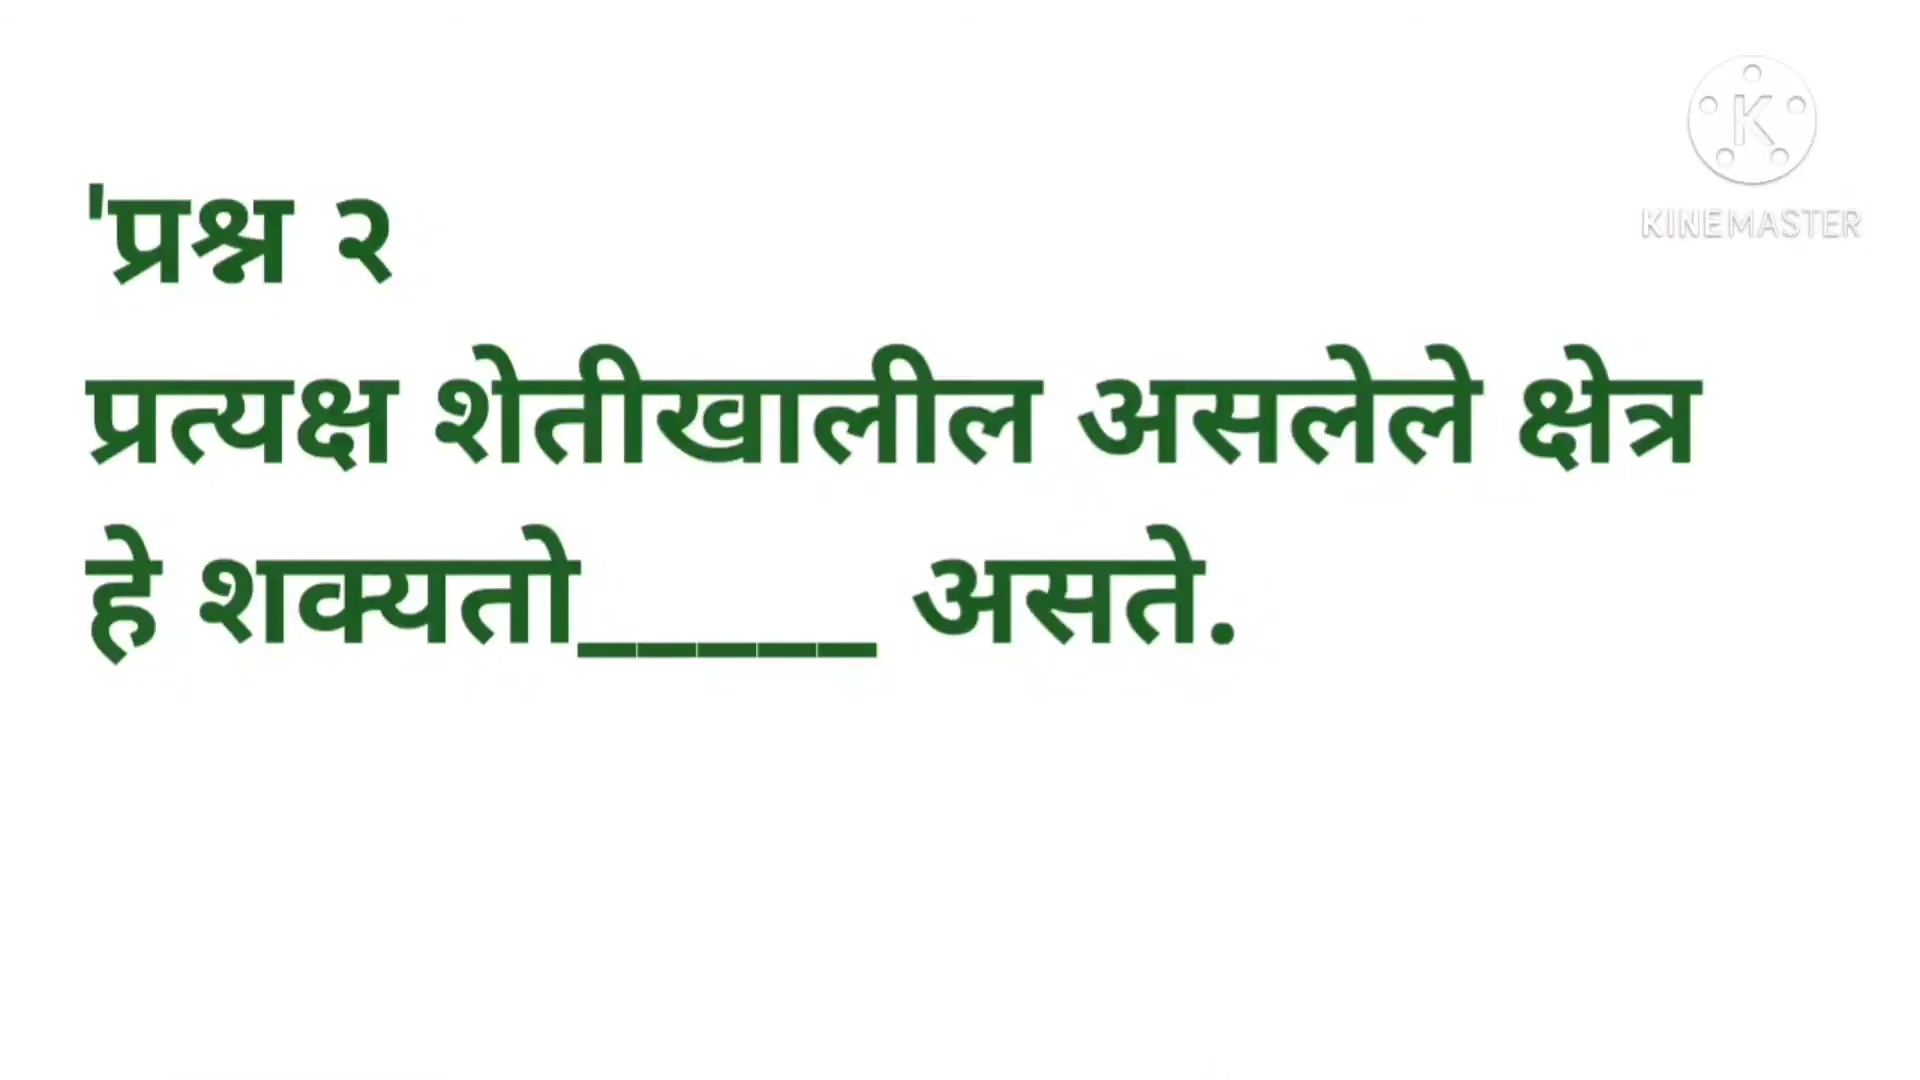 'प्रश्न २
K
KINEMASTER
प्रत्यक्ष शेतीखालील असलेले क्षेत्र
हे शक्यतो_____ असते.